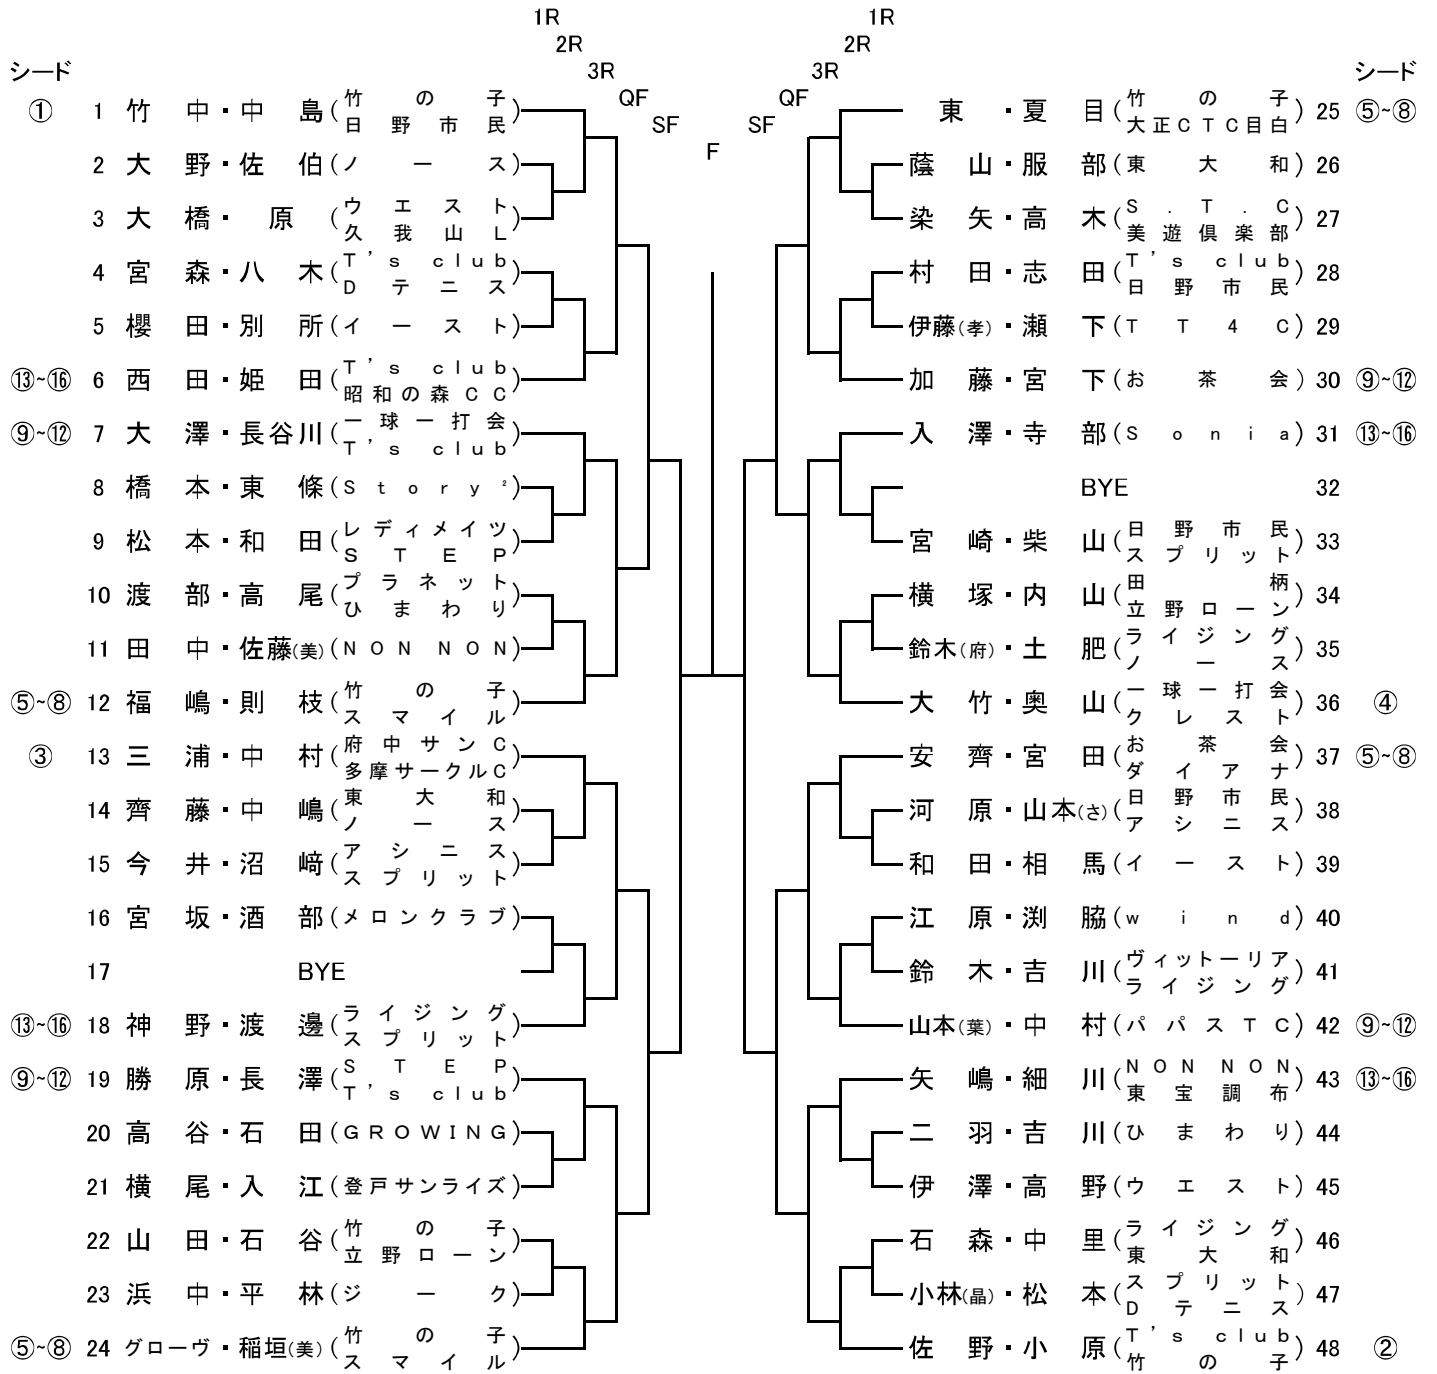 1R 1R
2R 2R
シード 3R 3R シード
QF QF
SF SF
F
① 1 竹中・中島(竹の子 日野市民)
2 大野・佐伯(ノース)
3 大橋・原(ウエスト 久我山L)
4 宮森・八木(T's club Dテニス)
5 櫻田・別所(イースト)
⑬~⑯ 6 西田・姫田(T's club 昭和の森CC)
⑨~⑫ 7 大澤・長谷川(一球一打会 T's club)
8 橋本・東條(Story²)
9 松本・和田(レディメイツ STEP)
10 渡部・高尾(プラネット ひまわり)
11 田中・佐藤(美)(NON NON)
⑤~⑧ 12 福嶋・則枝(竹の子 スマイル)
③ 13 三浦・中村(府中サンC 多摩サークルC)
14 齊藤・中嶋(東大和 ノース)
15 今井・沼﨑(アシニス スプリット)
16 宮坂・酒部(メロンクラブ)
17 BYE
⑬~⑯ 18 神野・渡邊(ライジング スプリット)
⑨~⑫ 19 勝原・長澤(STEP T's club)
20 高谷・石田(GROWING)
21 横尾・入江(登戸サンライズ)
22 山田・石谷(竹の子 立野ローン)
23 浜中・平林(ジーク)
⑤~⑧ 24 グローヴ・稲垣(美)(竹の子 スマイル)
東・夏目(竹の子 大正CTC目白) 25 ⑤~⑧
蔭山・服部(東大和) 26
染矢・高木(S.T.C 美遊倶楽部) 27
村田・志田(T's club 日野市民) 28
伊藤(孝)・瀬下(TT4C) 29
加藤・宮下(お茶会) 30 ⑨~⑫
入澤・寺部(Sonia) 31 ⑬~⑯
BYE 32
宮崎・柴山(日野市民 スプリット) 33
横塚・内山(田柄 立野ローン) 34
鈴木(府)・土肥(ライジング ノース) 35
大竹・奥山(一球一打会 クレスト) 36 ④
安齊・宮田(お茶会 ダイアナ) 37 ⑤~⑧
河原・山本(さ)(日野市民 アシニス) 38
和田・相馬(イースト) 39
江原・渕脇(wind) 40
鈴木・吉川(ヴィットーリア ライジング) 41
山本(葉)・中村(パパスTC) 42 ⑨~⑫
矢嶋・細川(NON NON 東宝調布) 43 ⑬~⑯
二羽・吉川(ひまわり) 44
伊澤・高野(ウエスト) 45
石森・中里(ライジング 東大和) 46
小林(晶)・松本(スプリット Dテニス) 47
佐野・小原(T's club 竹の子) 48 ②